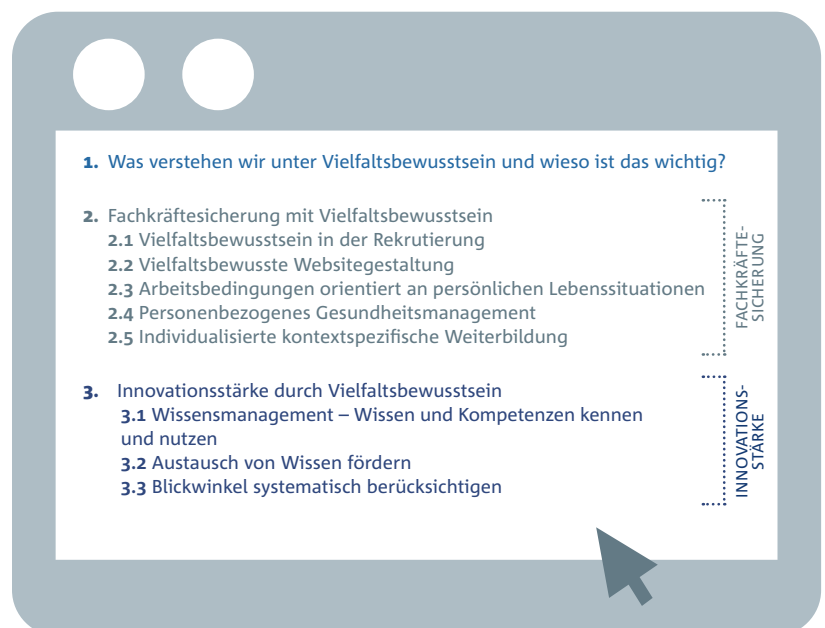 1. Was verstehen wir unter Vielfaltsbewusstsein und wieso ist das wichtig?
2. Fachkräftesicherung mit Vielfaltsbewusstsein
2.1 Vielfaltsbewusstsein in der Rekrutierung
2.2 Vielfaltsbewusste Websitegestaltung
2.3 Arbeitsbedingungen orientiert an persönlichen Lebenssituationen
2.4 Personenbezogenes Gesundheitsmanagement
2.5 Individualisierte kontextspezifische Weiterbildung
FACHKRÄFTE-
SICHERUNG
3. Innovationsstärke durch Vielfaltsbewusstsein
3.1 Wissensmanagement – Wissen und Kompetenzen kennen
und nutzen
3.2 Austausch von Wissen fördern
3.3 Blickwinkel systematisch berücksichtigen
INNOVATIONS-
STÄRKE